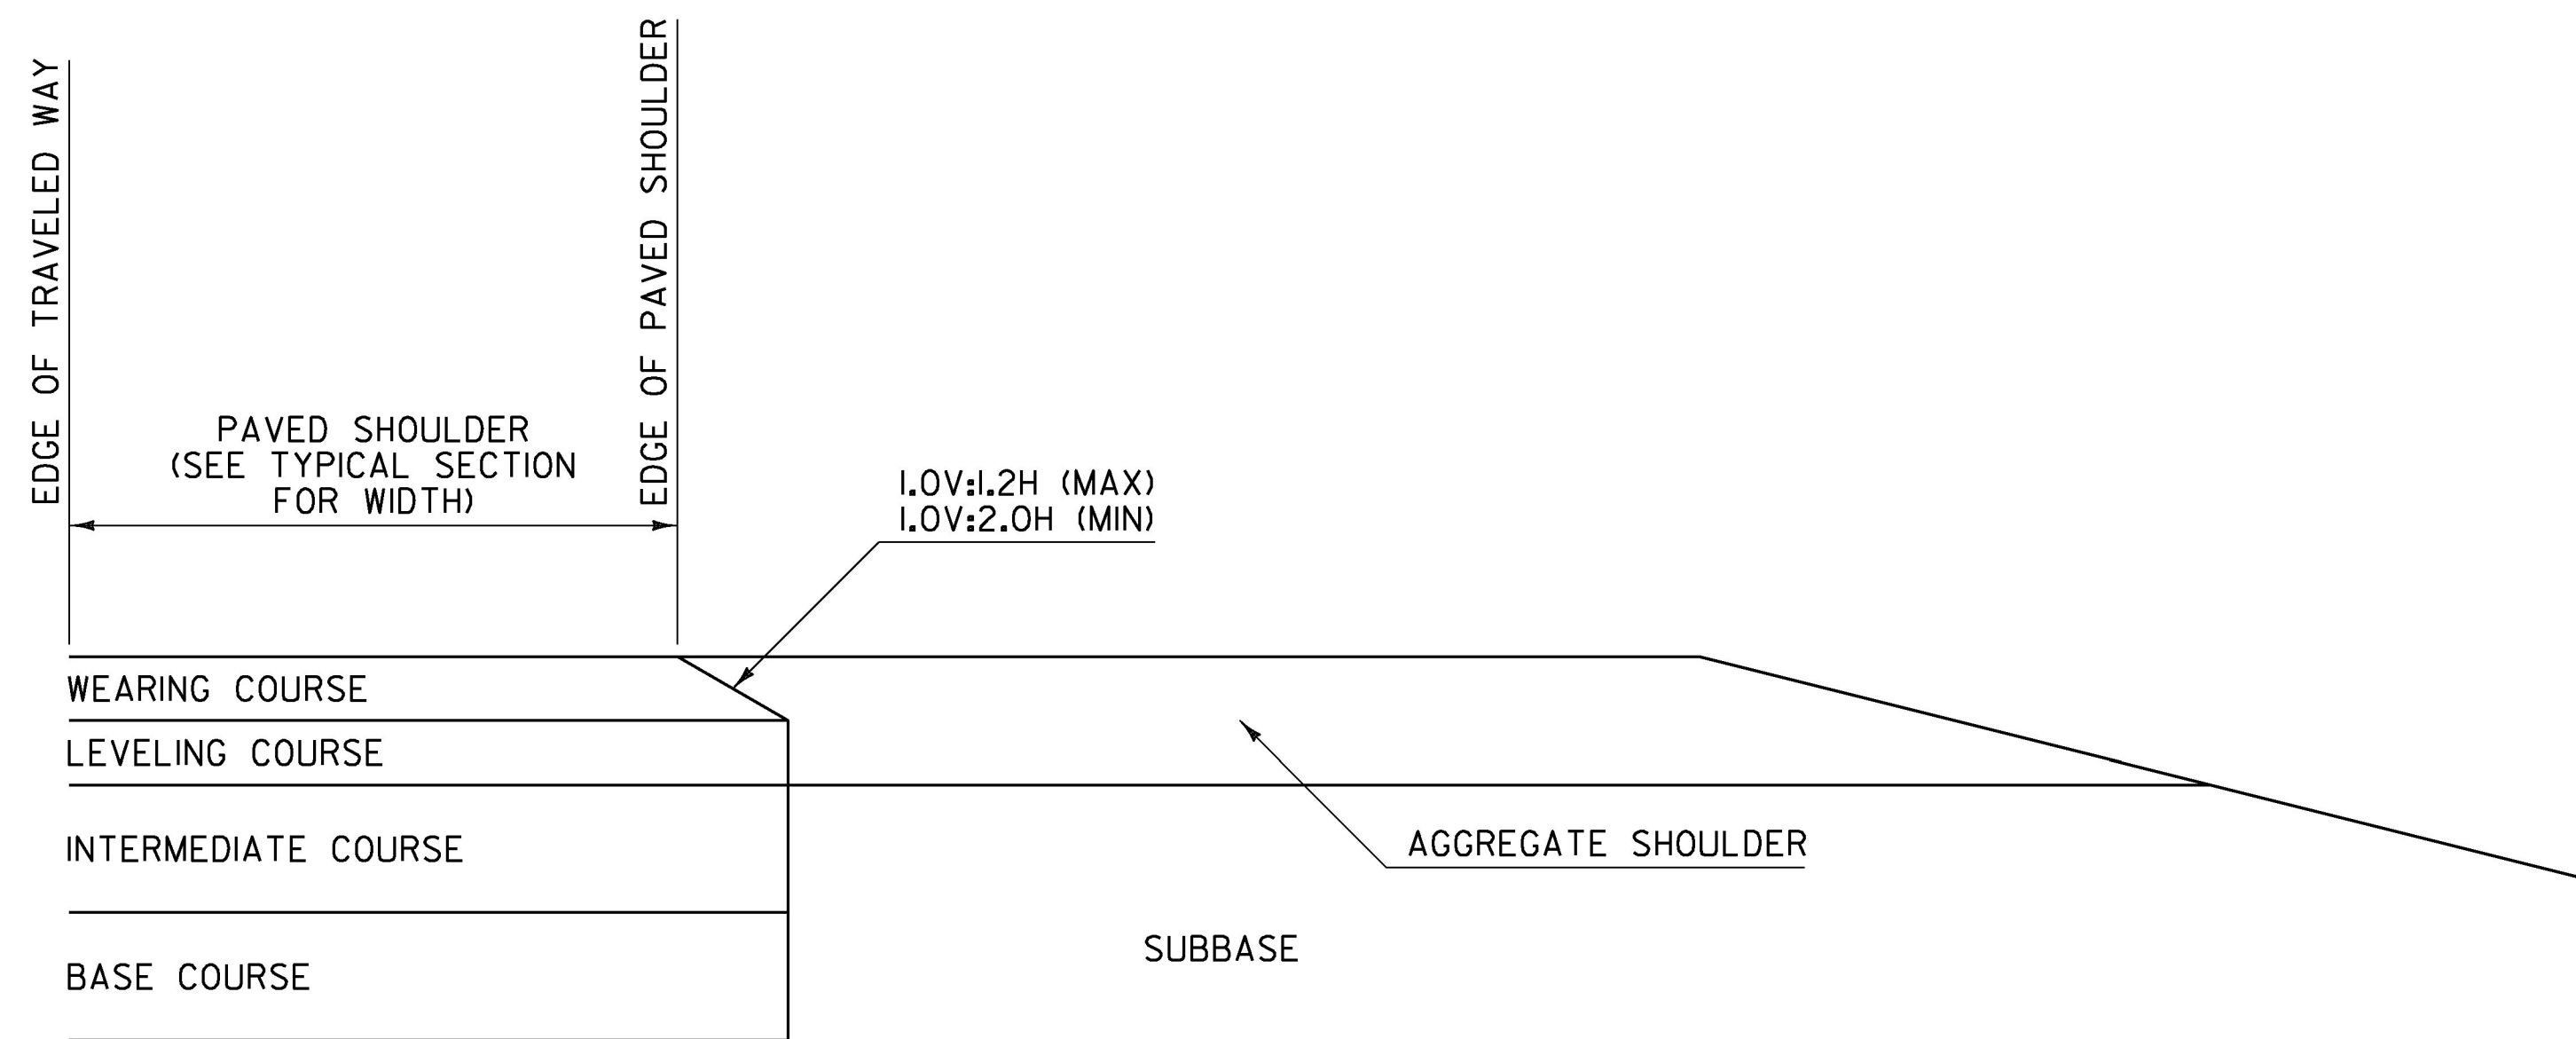 EDGE OF TRAVELED WAY
EDGE OF PAVED SHOULDER
PAVED SHOULDER
(SEE TYPICAL SECTION
FOR WIDTH)
1.0V:1.2H (MAX)
1.0V:2.0H (MIN)
WEARING COURSE
LEVELING COURSE
INTERMEDIATE COURSE
AGGREGATE SHOULDER
SUBBASE
BASE COURSE